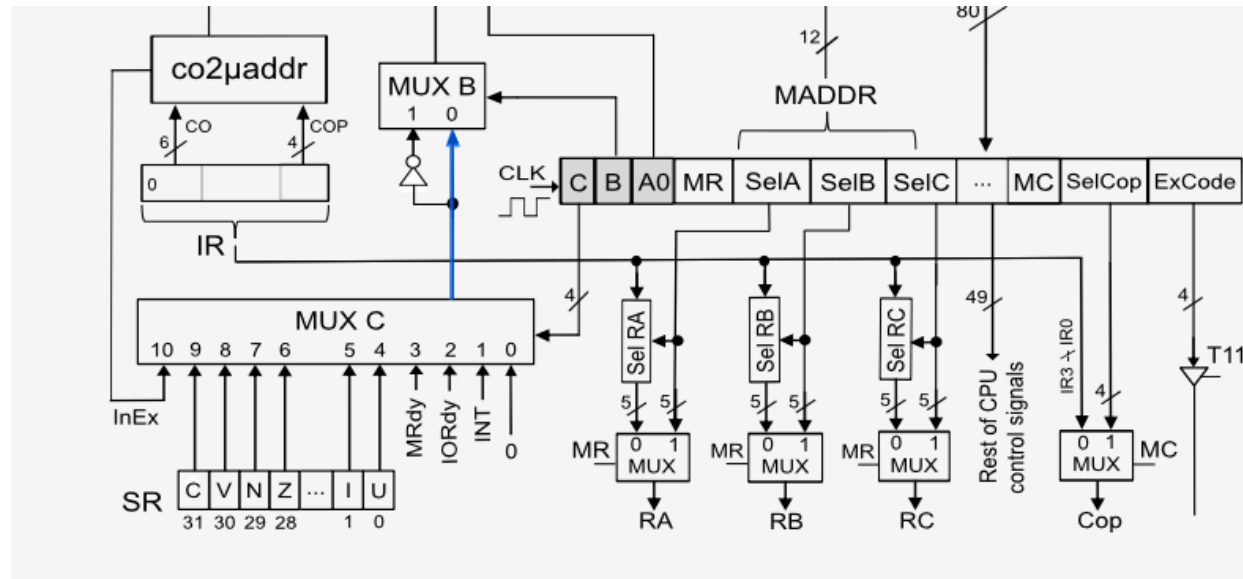 80
12
co2µaddr
MUX B
1 0
MADDR
CO
COP
6
4
CLK
C B A0 MR SelA SelB SelC ... MC SelCop ExCode
0
IR
4
49
4
MUX C
10 9 8 7 6 5 4 3 2 1 0
Sel RA
Sel RB
Sel RC
IR3 - IR0
T11
InEx
MRdy
IORdy
INT
0
5 5 5 5 5 5
4
Rest of CPU
control signals
MR 0 1 MUX
MR 0 1 MUX
MR 0 1 MUX
0 1 MUX MC
SR C V N Z ... I U
31 30 29 28 1 0
RA RB RC Cop